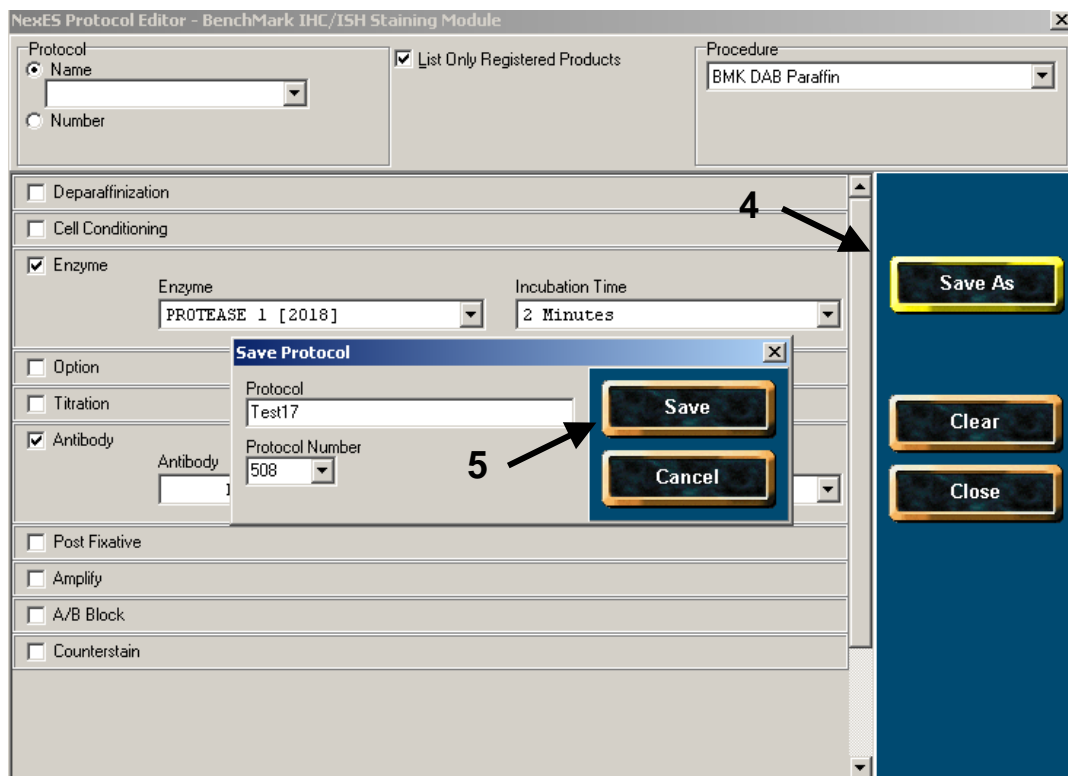 NexES Protocol Editor - BenchMark IHC/ISH Staining Module
Protocol
Name
Number
List Only Registered Products
Procedure
BMK DAB Paraffin
Deparaffinization
Cell Conditioning
4
Enzyme
Enzyme
Incubation Time
PROTEASE 1 [2018]
2 Minutes
Save As
Option
Titration
Antibody
Antibody
Save Protocol
Protocol
Test17
Protocol Number
508
5
Save
Cancel
Clear
Close
Post Fixative
Amplify
A/B Block
Counterstain